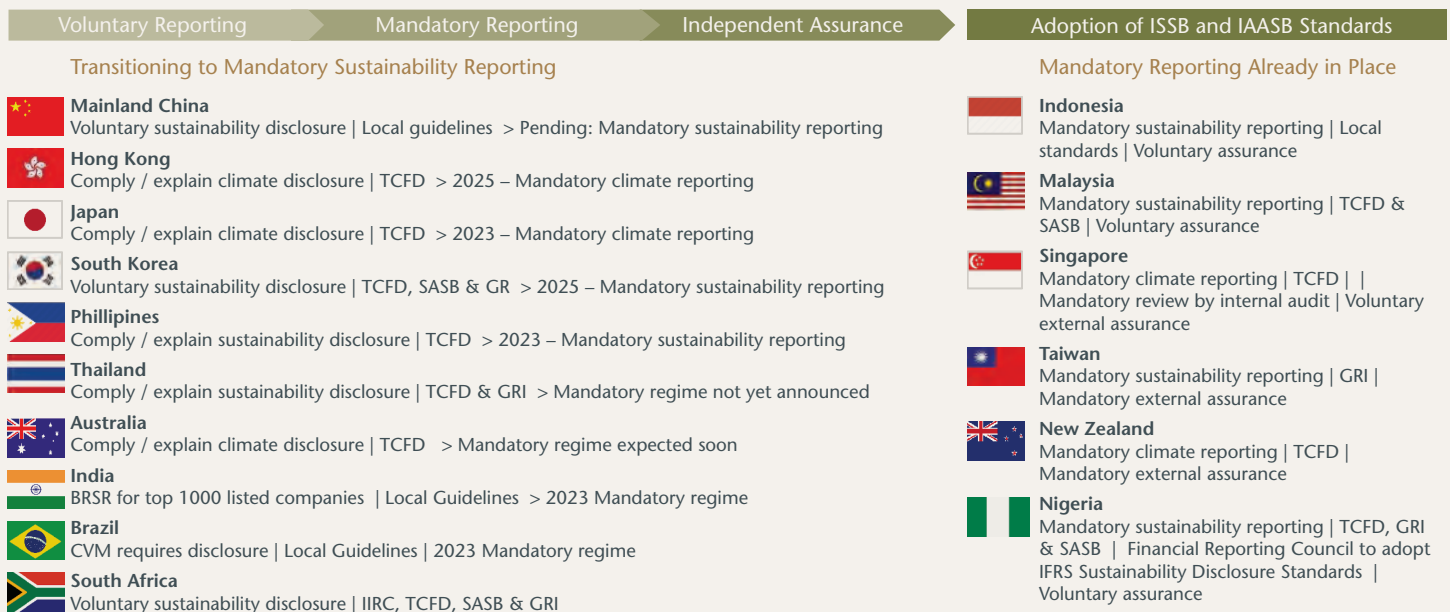 Voluntary Reporting
Mandatory Reporting
Independent Assurance
Transitioning to Mandatory Sustainability Reporting
Mainland China
Voluntary sustainability disclosure | Local guidelines > Pending: Mandatory sustainability reporting
Hong Kong
Comply / explain climate disclosure | TCFD > 2025 – Mandatory climate reporting
Japan
Comply / explain climate disclosure | TCFD > 2023 – Mandatory climate reporting
South Korea
Voluntary sustainability disclosure | TCFD, SASB & GR > 2025 – Mandatory sustainability reporting
Phillipines
Comply / explain sustainability disclosure | TCFD > 2023 – Mandatory sustainability reporting
Thailand
Comply / explain sustainability disclosure | TCFD & GRI > Mandatory regime not yet announced
Australia
Comply / explain climate disclosure | TCFD > Mandatory regime expected soon
India
BRSR for top 1000 listed companies | Local Guidelines > 2023 Mandatory regime
Brazil
CVM requires disclosure | Local Guidelines | 2023 Mandatory regime
South Africa
Voluntary sustainability disclosure | IIRC, TCFD, SASB & GRI
Adoption of ISSB and IAASB Standards
Mandatory Reporting Already in Place
Indonesia
Mandatory sustainability reporting | Local
standards | Voluntary assurance
Malaysia
Mandatory sustainability reporting | TCFD &
SASB | Voluntary assurance
Singapore
Mandatory climate reporting | TCFD | |
Mandatory review by internal audit | Voluntary
external assurance
Taiwan
Mandatory sustainability reporting | GRI |
Mandatory external assurance
New Zealand
Mandatory climate reporting | TCFD |
Mandatory external assurance
Nigeria
Mandatory sustainability reporting | TCFD, GRI
& SASB | Financial Reporting Council to adopt
IFRS Sustainability Disclosure Standards |
Voluntary assurance